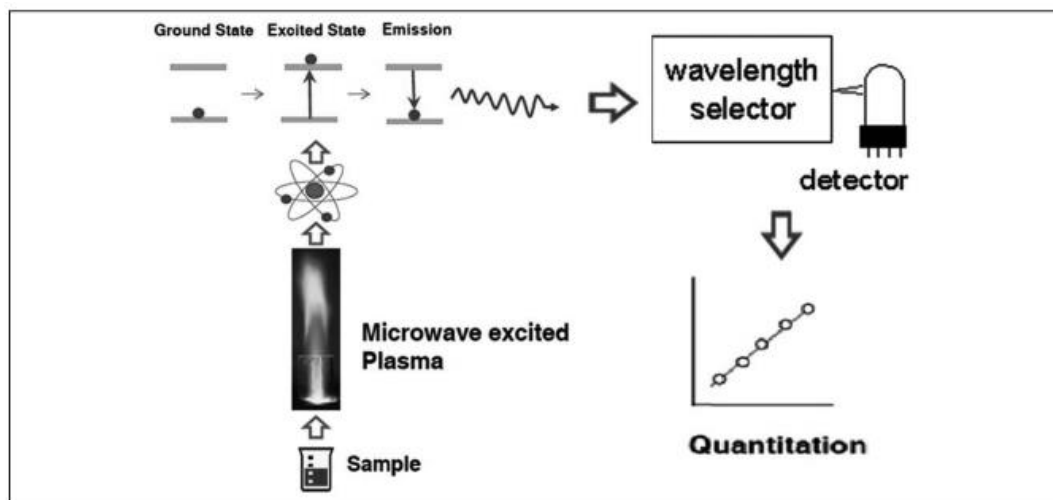 Ground State Excited State Emission
wavelength
selector
detector
Microwave excited
Plasma
Sample
Quantitation